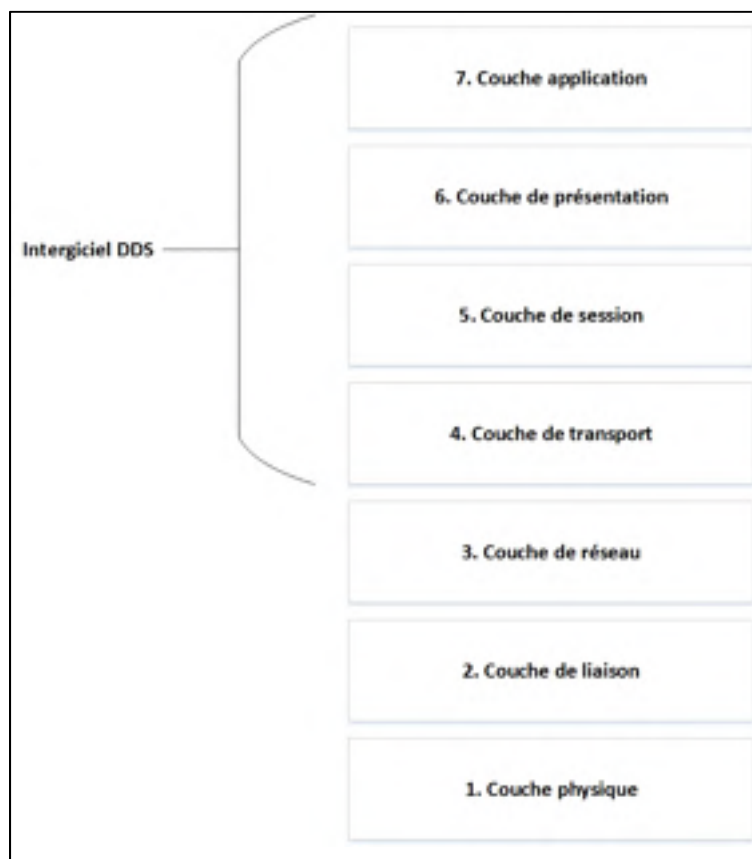 7. Couche application
6. Couche de présentation
Intergiciel DDS
5. Couche de session
4. Couche de transport
3. Couche de réseau
2. Couche de liaison
1. Couche physique